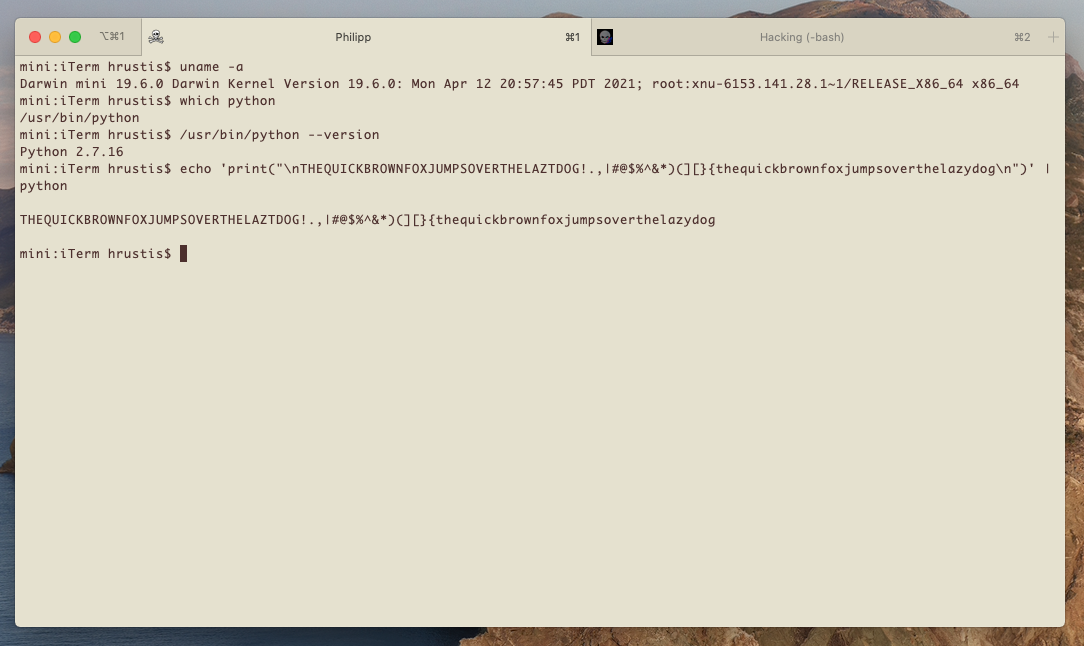 ⌥⌘1 Philipp ⌘1 Hacking (-bash) ⌘2 +
mini:iTerm hrustis$ uname -a
Darwin mini 19.6.0 Darwin Kernel Version 19.6.0: Mon Apr 12 20:57:45 PDT 2021; root:xnu-6153.141.28.1~1/RELEASE_X86_64 x86_64
mini:iTerm hrustis$ which python
/usr/bin/python
mini:iTerm hrustis$ /usr/bin/python --version
Python 2.7.16
mini:iTerm hrustis$ echo 'print("\nTHEQUICKBROWNFOXJUMPSOVERTHELAZTDOG!.,|#@$%^&*)(][}{thequickbrownfoxjumpsoverthelazydog\n")' |
python
THEQUICKBROWNFOXJUMPSOVERTHELAZTDOG!.,|#@$%^&*)(][}{thequickbrownfoxjumpsoverthelazydog
mini:iTerm hrustis$